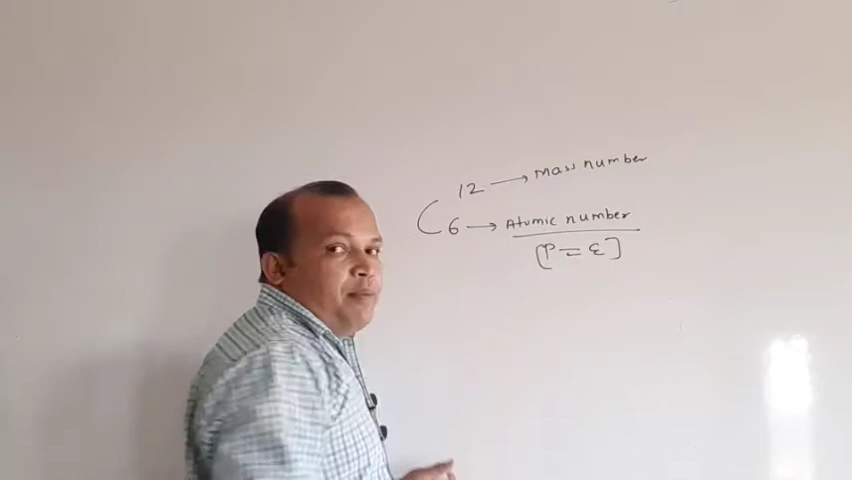 12 → Mass number
C
6 → Atomic number
[P = E]